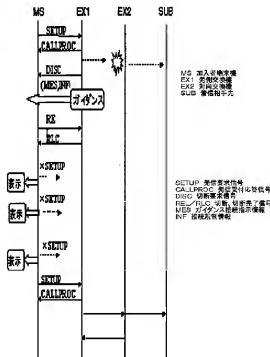 MS EX1 EX2 SUB
SETUP
CALLPROC
DISC
(MES,INF)
ガイダンス
RE
RLC
×SETUP
表示
×SETUP
表示
×SETUP
表示
SETUP
CALLPROC
MS 加入者端末機
EX1 発側交換機
EX2 対向交換機
SUB 着信相手先
SETUP 発信要求信号
CALLPROC 発信受付応答信号
DISC 切断要求信号
REL/RLC 切断、切断完了信号
MES ガイダンス接続指示情報
INF 接続規制情報